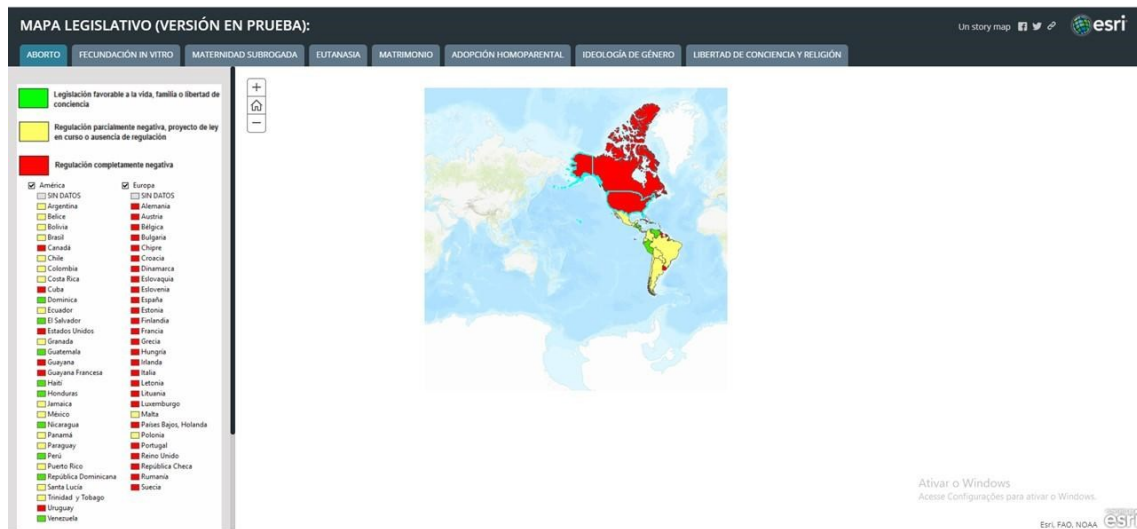 MAPA LEGISLATIVO (VERSIÓN EN PRUEBA):
Un story map
esri
ABORTO
FECUNDACIÓN IN VITRO
MATERNIDAD SUBROGADA
EUTANASIA
MATRIMONIO
ADOPCIÓN HOMOPARENTAL
IDEOLOGÍA DE GÉNERO
LIBERTAD DE CONCIENCIA Y RELIGIÓN
Legislación favorable a la vida, familia o libertad de
conciencia
Regulación parcialmente negativa, proyecto de ley
en curso o ausencia de regulación
Regulación completamente negativa
América
SIN DATOS
Argentina
Belice
Bolivia
Brasil
Canadá
Chile
Colombia
Costa Rica
Cuba
Dominica
Ecuador
El Salvador
Estados Unidos
Granada
Guatemala
Guayana
Guayana Francesa
Haití
Honduras
Jamaica
México
Nicaragua
Panamá
Paraguay
Perú
Puerto Rico
República Dominicana
Santa Lucía
Trinidad y Tobago
Uruguay
Venezuela
Europa
SIN DATOS
Alemania
Austria
Bélgica
Bulgaria
Chipre
Croacia
Dinamarca
Eslovaquia
Eslovenia
España
Estonia
Finlandia
Francia
Grecia
Hungría
Irlanda
Italia
Letonia
Lituania
Luxemburgo
Malta
Países Bajos, Holanda
Polonia
Portugal
Reino Unido
República Checa
Rumanía
Suecia
Ativar o Windows
Acesse Configurações para ativar o Windows.
Esri, FAO, NOAA
esri